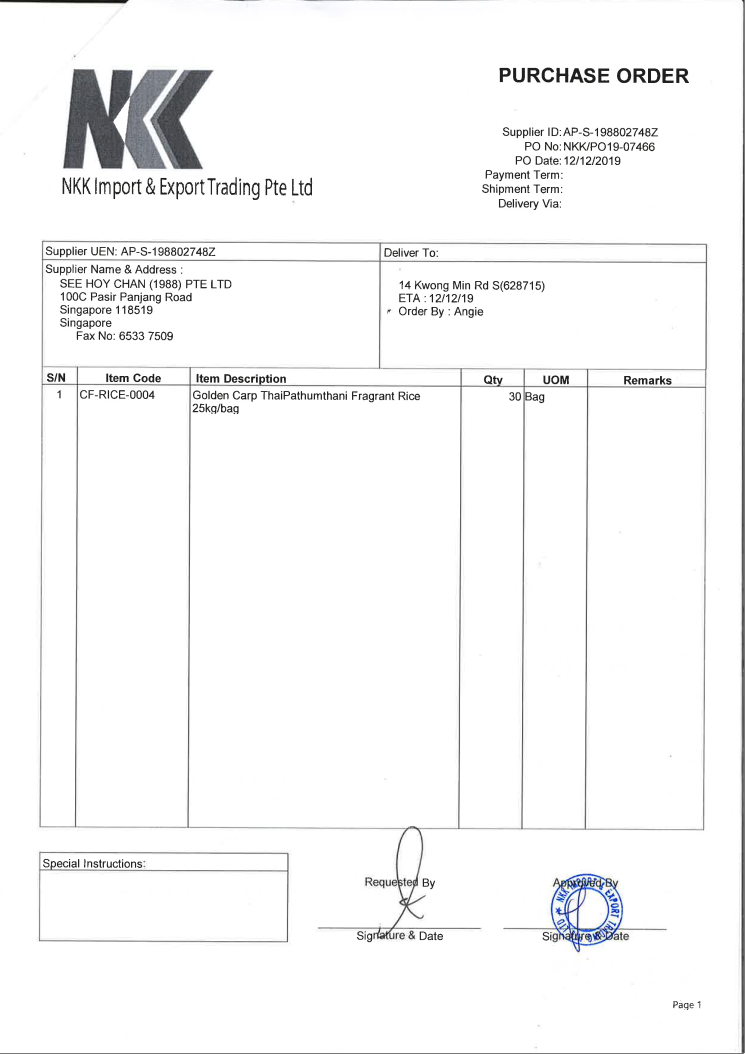 NKK
NKK Import & Export Trading Pte Ltd
PURCHASE ORDER
Supplier ID: AP-S-198802748Z
PO No: NKK/PO19-07466
PO Date: 12/12/2019
Payment Term:
Shipment Term:
Delivery Via:
Supplier UEN: AP-S-198802748Z
Supplier Name & Address :
SEE HOY CHAN (1988) PTE LTD
100C Pasir Panjang Road
Singapore 118519
Singapore
Fax No: 6533 7509
Deliver To:
14 Kwong Min Rd S(628715)
ETA : 12/12/19
Order By : Angie
S/N Item Code Item Description Qty UOM Remarks
1 CF-RICE-0004 Golden Carp ThaiPathumthani Fragrant Rice 30 Bag
25kg/bag
Special Instructions:
Requested By
Signature & Date
Approved By
Signature & Date
Page 1